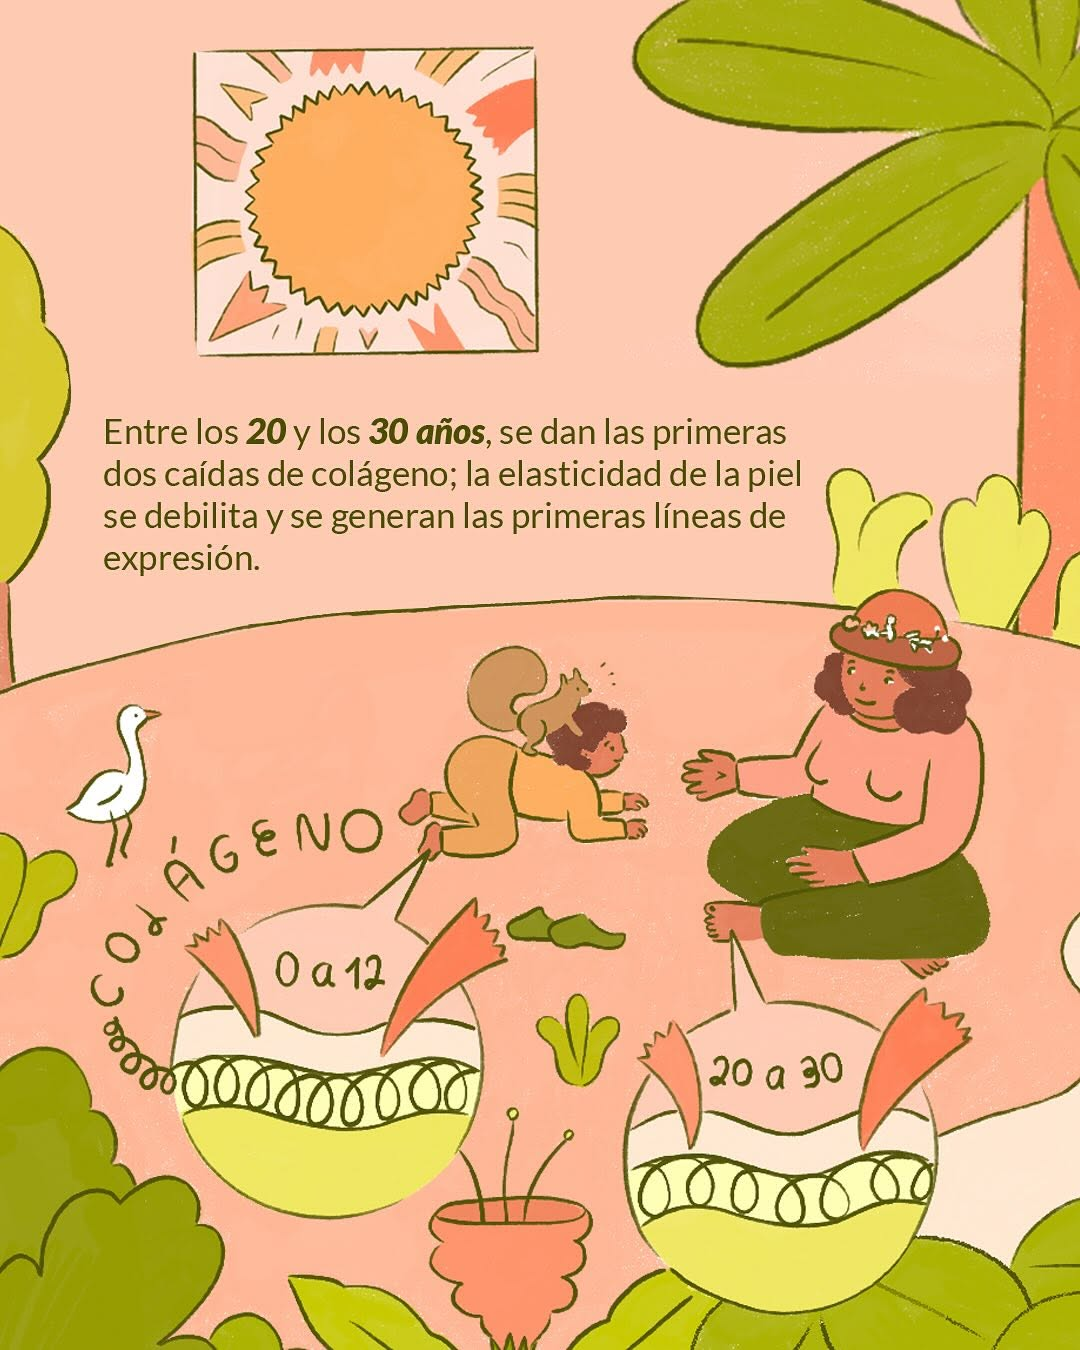 Entre los 20 y los 30 años, se dan las primeras
dos caídas de colágeno; la elasticidad de la piel
se debilita y se generan las primeras líneas de
expresión.
COLÁGENO
0 a 12
20 a 30